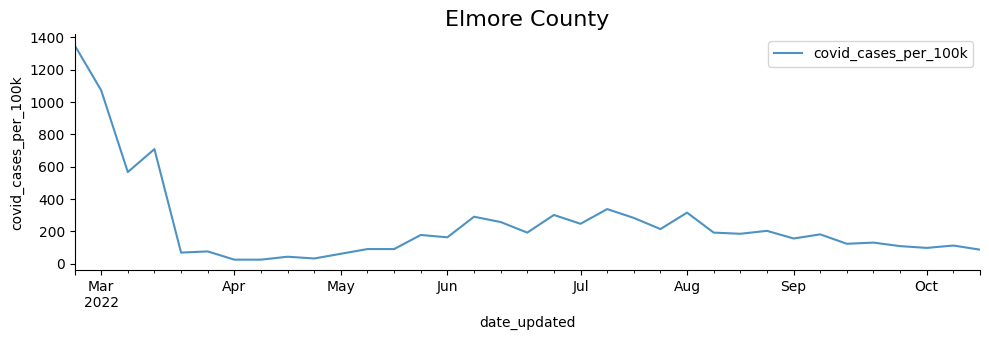 Elmore County
covid_cases_per_100k
1400
1200
1000
800
600
400
200
0
covid_cases_per_100k
Mar
2022
Apr
May
Jun
Jul
Aug
Sep
Oct
date_updated